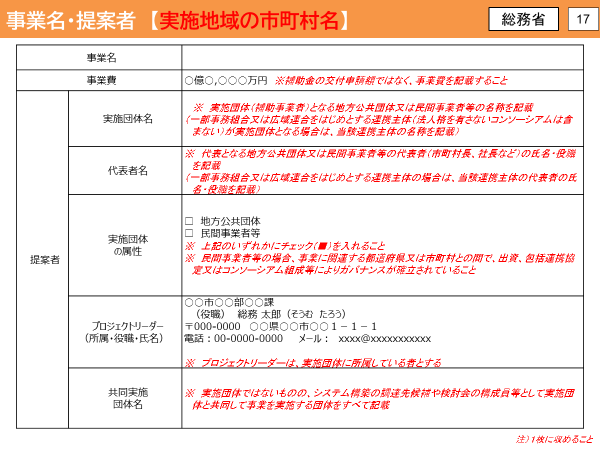 事業名・提案者 【実施地域の市町村名】
総務省
17
事業名
事業費
○億○,○○○万円 ※補助金の交付申請額ではなく、事業費を記載すること
提案者
実施団体名
※ 実施団体(補助事業者)となる地方公共団体又は民間事業者等の名称を記載
(一部事務組合又は広域連合をはじめとする連携主体(法人格を有さないコンソーシアムは含
まない)が実施団体となる場合は、当該連携主体の名称を記載)
代表者名
※ 代表となる地方公共団体又は民間事業者等の代表者(市町村長、社長など)の氏名・役職
を記載
(一部事務組合又は広域連合をはじめとする連携主体の場合は、当該連携主体の代表者の氏
名・役職を記載)
実施団体
の属性
□ 地方公共団体
□ 民間事業者等
※ 上記のいずれかにチェック(■)を入れること
※ 民間事業者等の場合、事業に関連する都道府県又は市町村との間で、出資、包括連携協
定又はコンソーシアム組成等によりガバナンスが確立されていること
プロジェクトリーダー
(所属・役職・氏名)
○○市○○部○○課
(役職) 総務 太郎(そうむ たろう)
〒000-0000 ○○県○○市○○1－1－1
電話:00-0000-0000 メール: xxxx@xxxxxxxxxxx
※ プロジェクトリーダーは、実施団体に所属している者とする
共同実施
団体名
※ 実施団体ではないものの、システム構築の調達先候補や検討会の構成員等として実施団
体と共同して事業を実施する団体をすべて記載
注)1枚に収めること